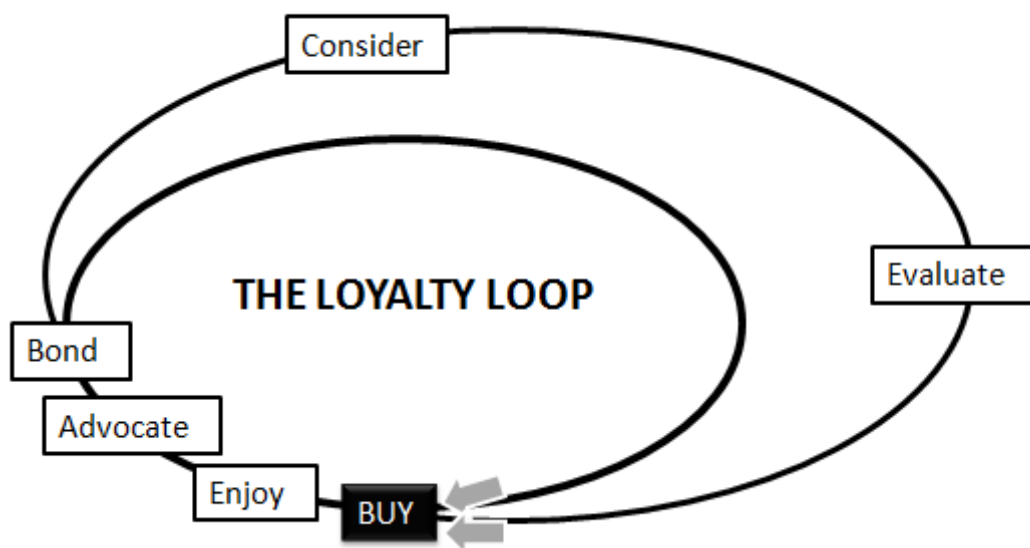 Consider
Evaluate
THE LOYALTY LOOP
Bond
Advocate
Enjoy
BUY